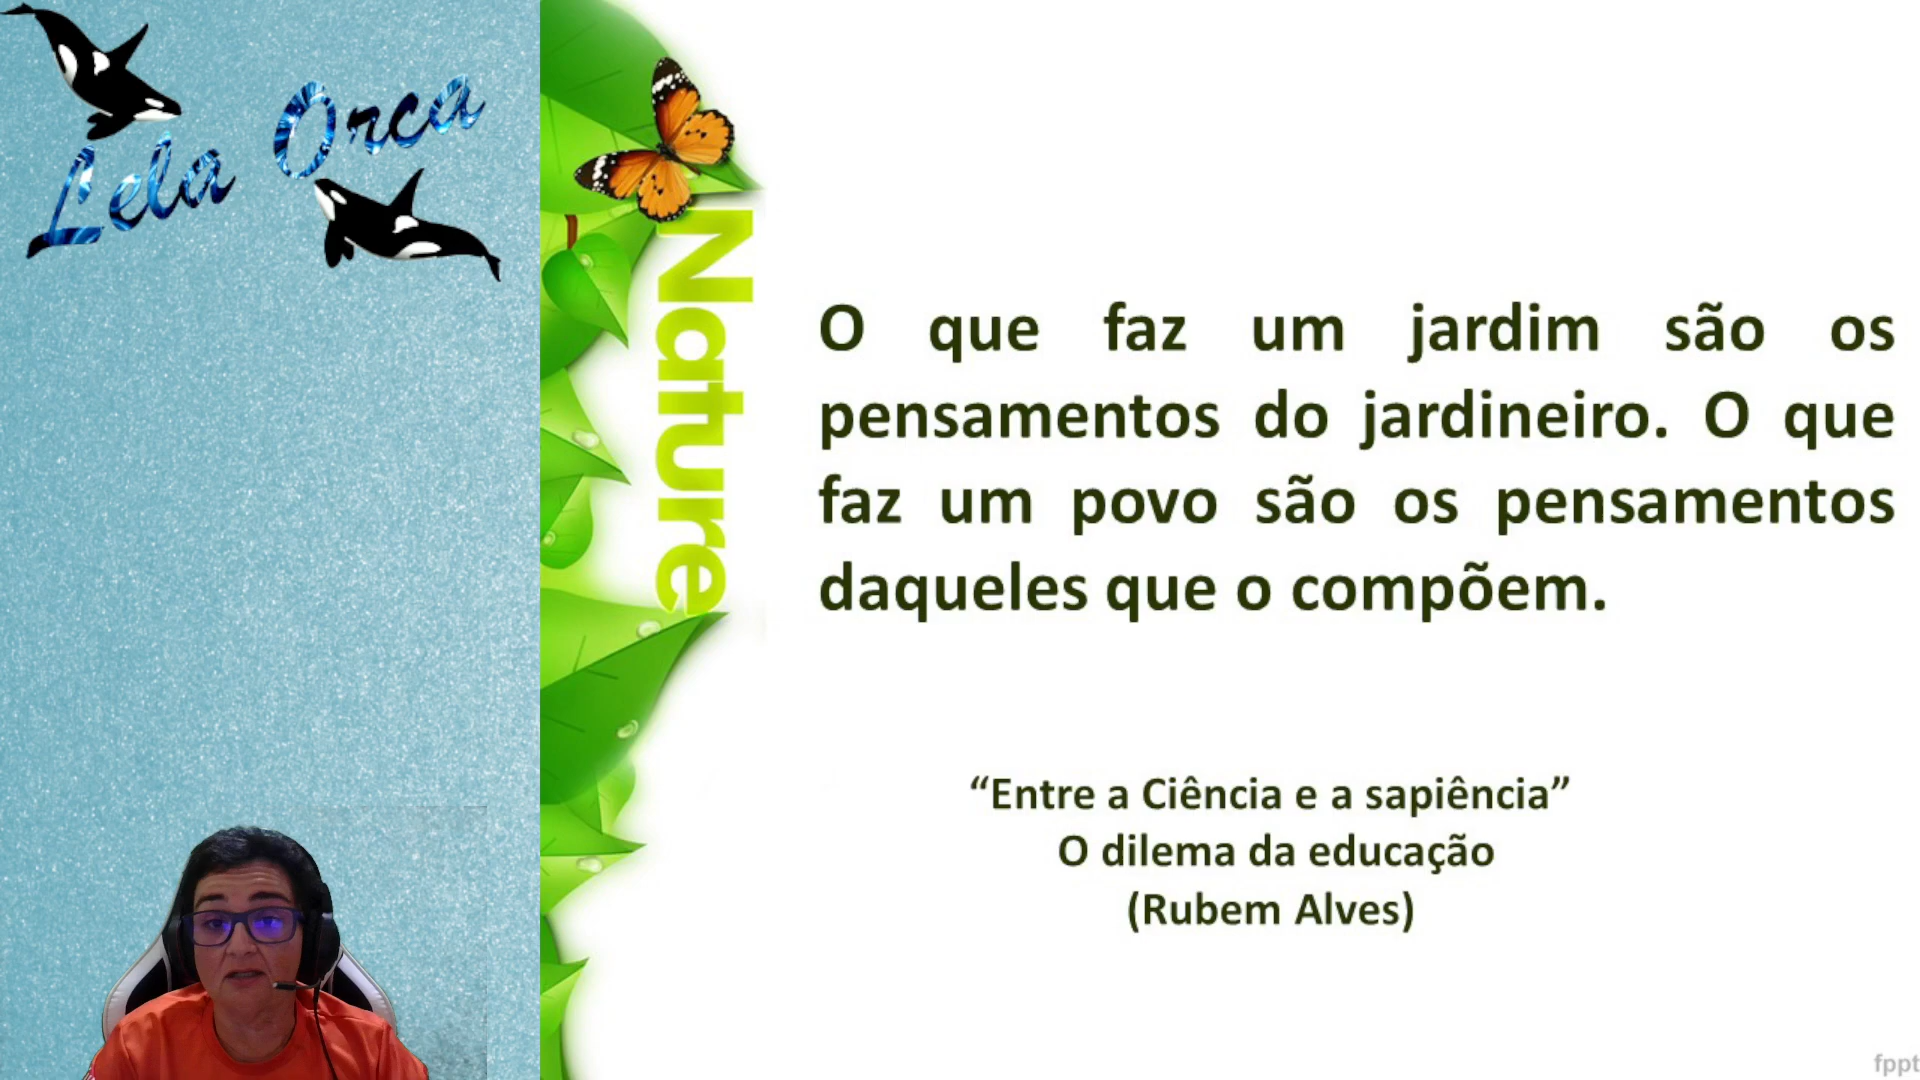 Lela Orca
Nature
O que faz um jardim são os
pensamentos do jardineiro. O que
faz um povo são os pensamentos
daqueles que o compõem.
“Entre a Ciência e a sapiência”
O dilema da educação
(Rubem Alves)
fppt